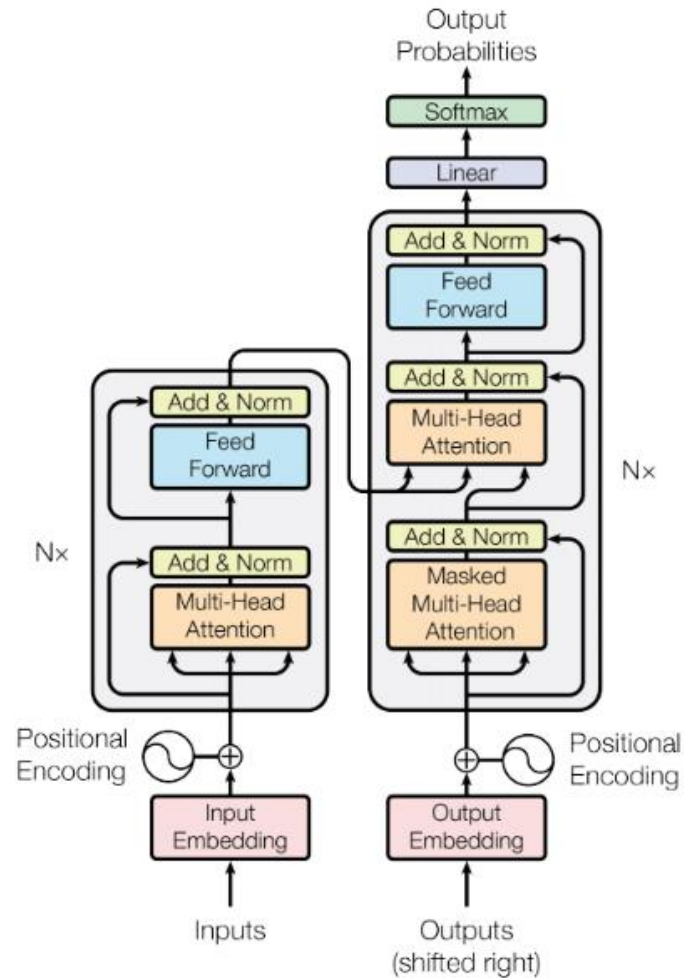 Output
Probabilities
Softmax
Linear
Add & Norm
Feed
Forward
Add & Norm
Multi-Head
Attention
Add & Norm
Masked
Multi-Head
Attention
N×
Add & Norm
Feed
Forward
Add & Norm
Multi-Head
Attention
N×
Positional
Encoding
Positional
Encoding
Input
Embedding
Output
Embedding
Inputs
Outputs
(shifted right)